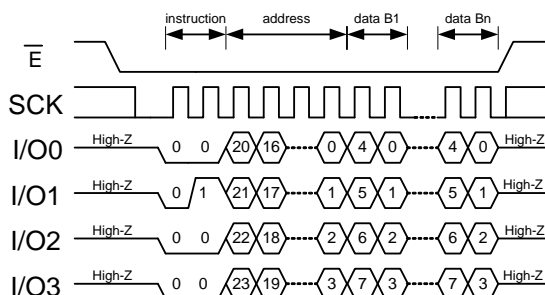 instruction address data B1 data Bn
E
SCK
I/O0 High-Z 0 0 20 16 0 4 0 4 0 High-Z
I/O1 High-Z 0 1 21 17 1 5 1 5 1 High-Z
I/O2 High-Z 0 0 22 18 2 6 2 6 2 High-Z
I/O3 High-Z 0 0 23 19 3 7 3 7 3 High-Z